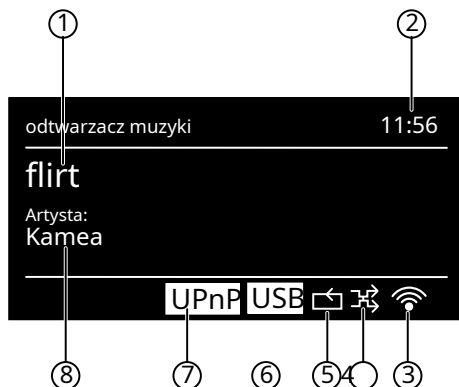 ① ②
odtwarzacz muzyki 11:56
flirt
Artysta:
Kamea
UPnP USB
⑧ ⑦ ⑥ ⑤ 4 ③